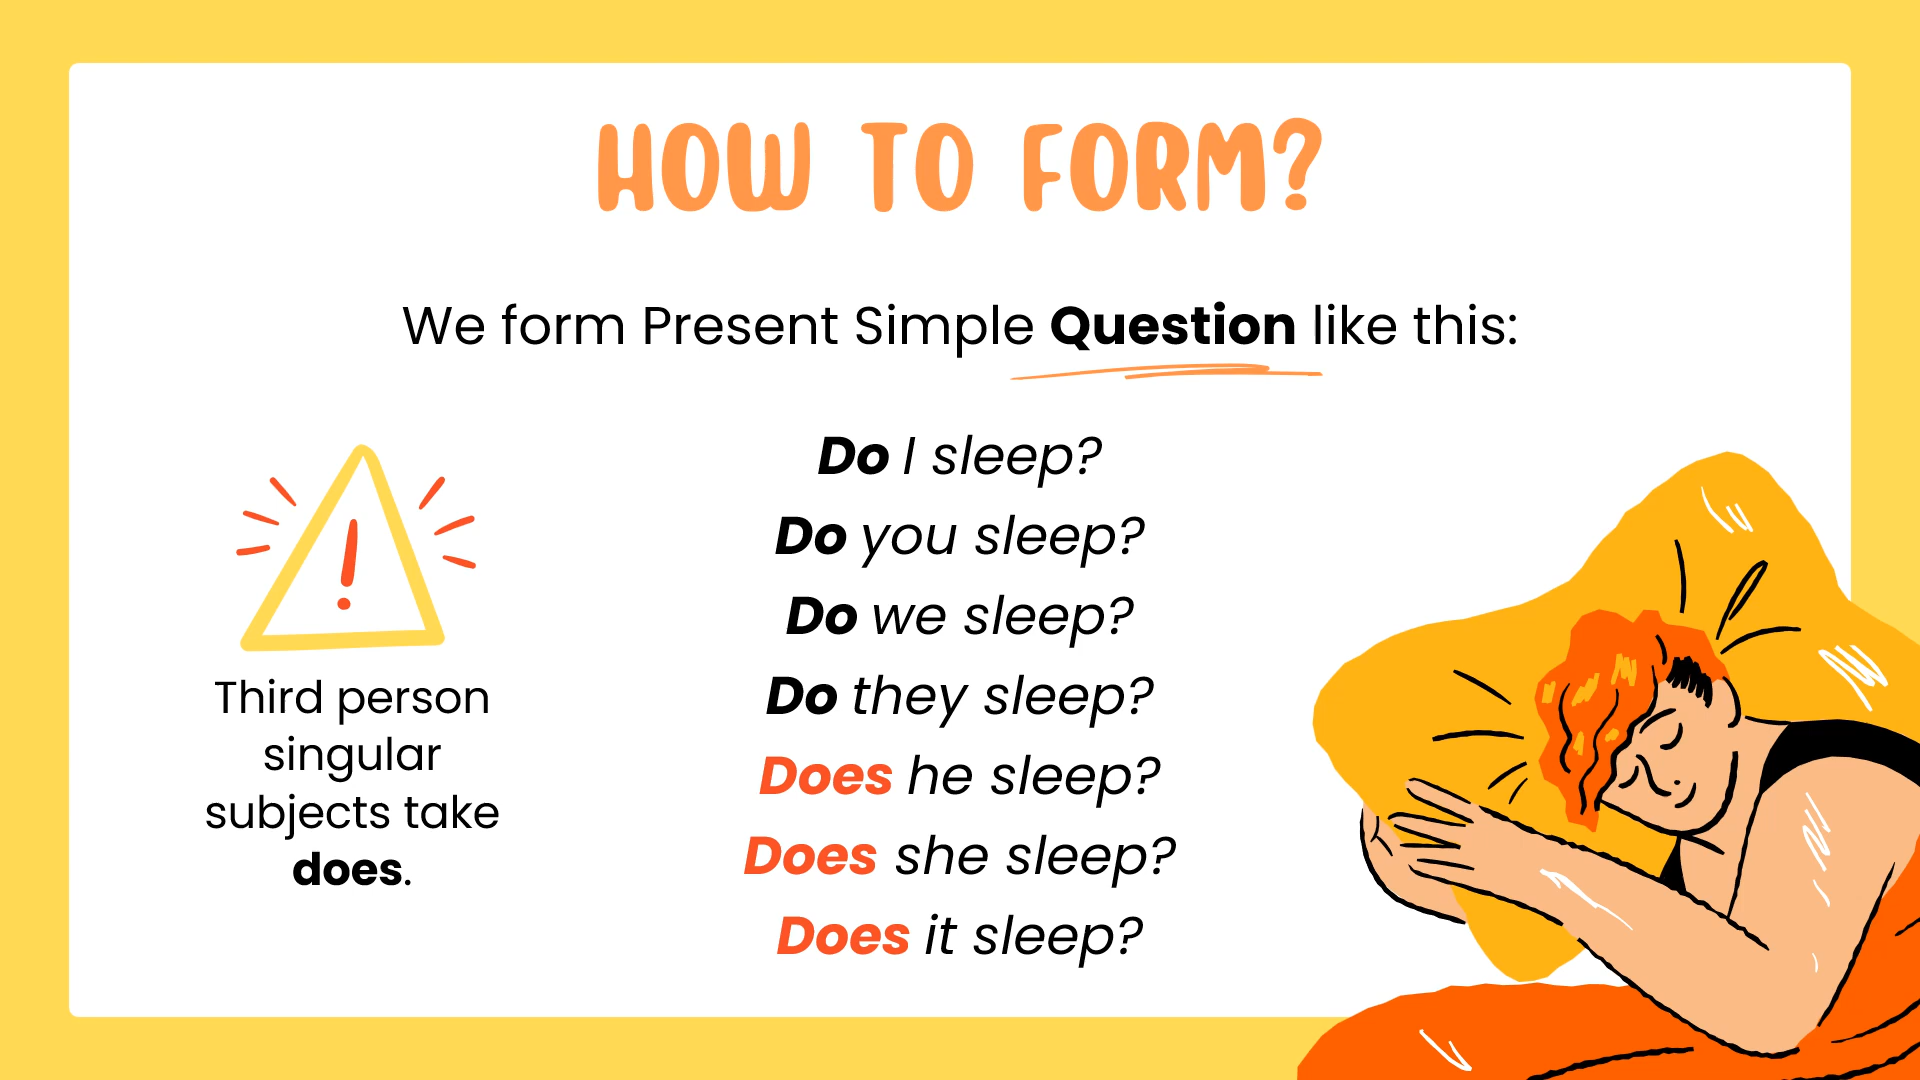 HOW TO FORM?
We form Present Simple Question like this:
Do I sleep?
Do you sleep?
Do we sleep?
Do they sleep?
Does he sleep?
Does she sleep?
Does it sleep?
!
Third person
singular
subjects take
does.